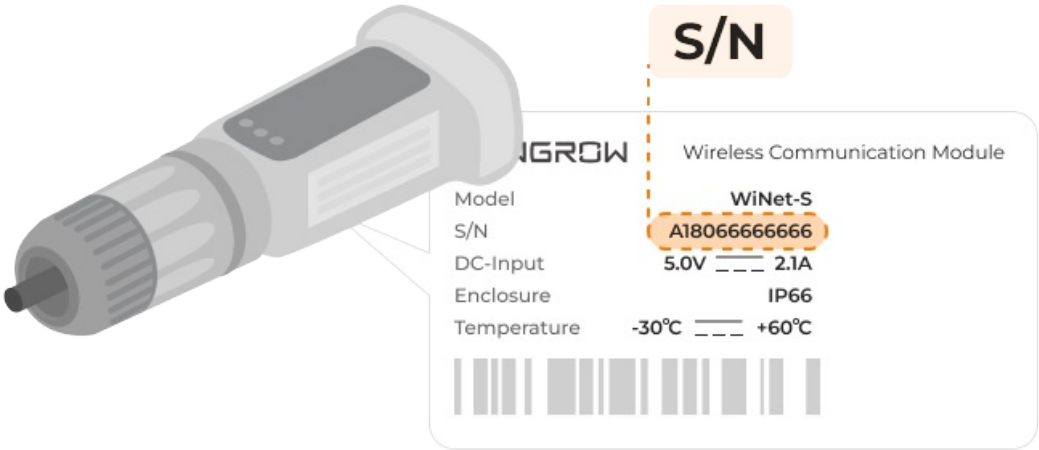 S/N
NGROW Wireless Communication Module
Model WiNet-S
S/N A18066666666
DC-Input 5.0V 2.1A
Enclosure IP66
Temperature -30℃ +60℃